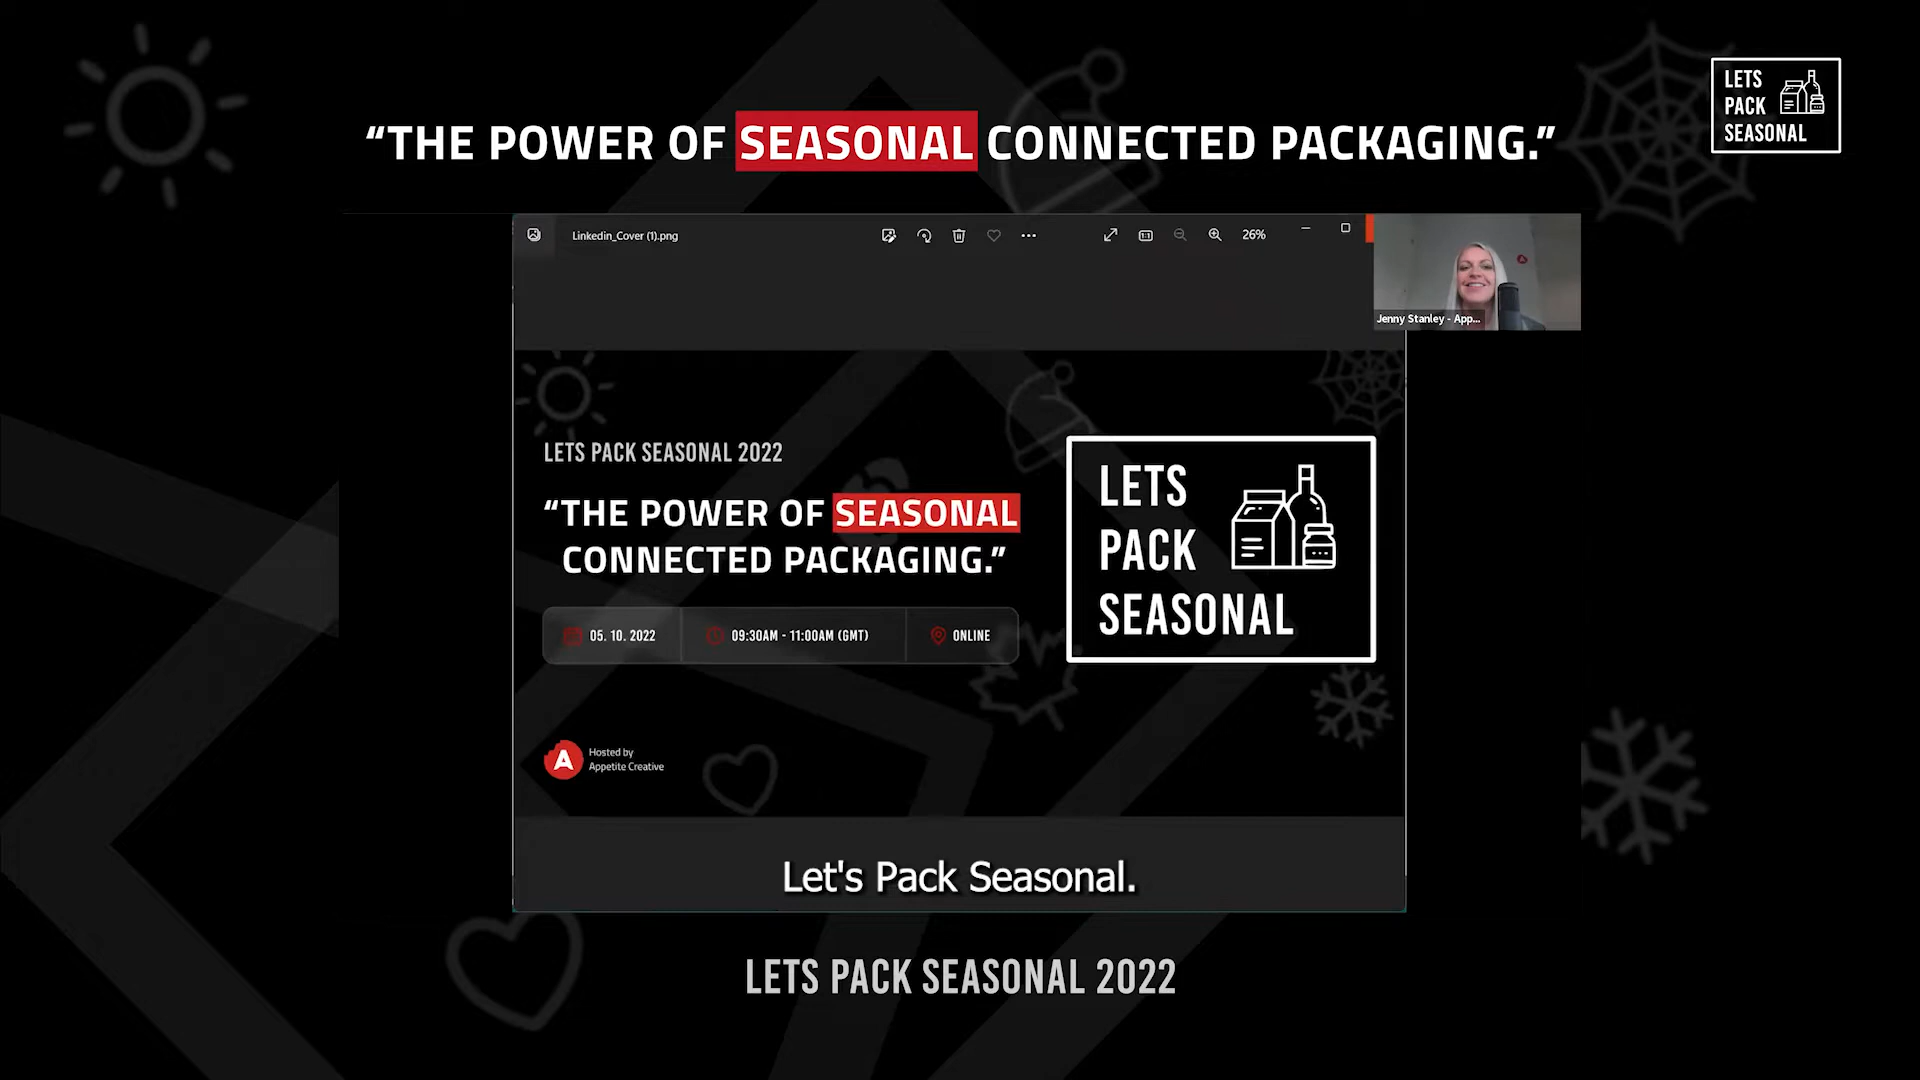 “THE POWER OF SEASONAL CONNECTED PACKAGING.”
LETS
PACK
SEASONAL
Linkedin_Cover (1).png
26%
Jenny Stanley - App...
LETS PACK SEASONAL 2022
“THE POWER OF SEASONAL
CONNECTED PACKAGING.”
05. 10. 2022
09:30AM - 11:00AM (GMT)
ONLINE
LETS
PACK
SEASONAL
A
Hosted by
Appetite Creative
Let's Pack Seasonal.
LETS PACK SEASONAL 2022